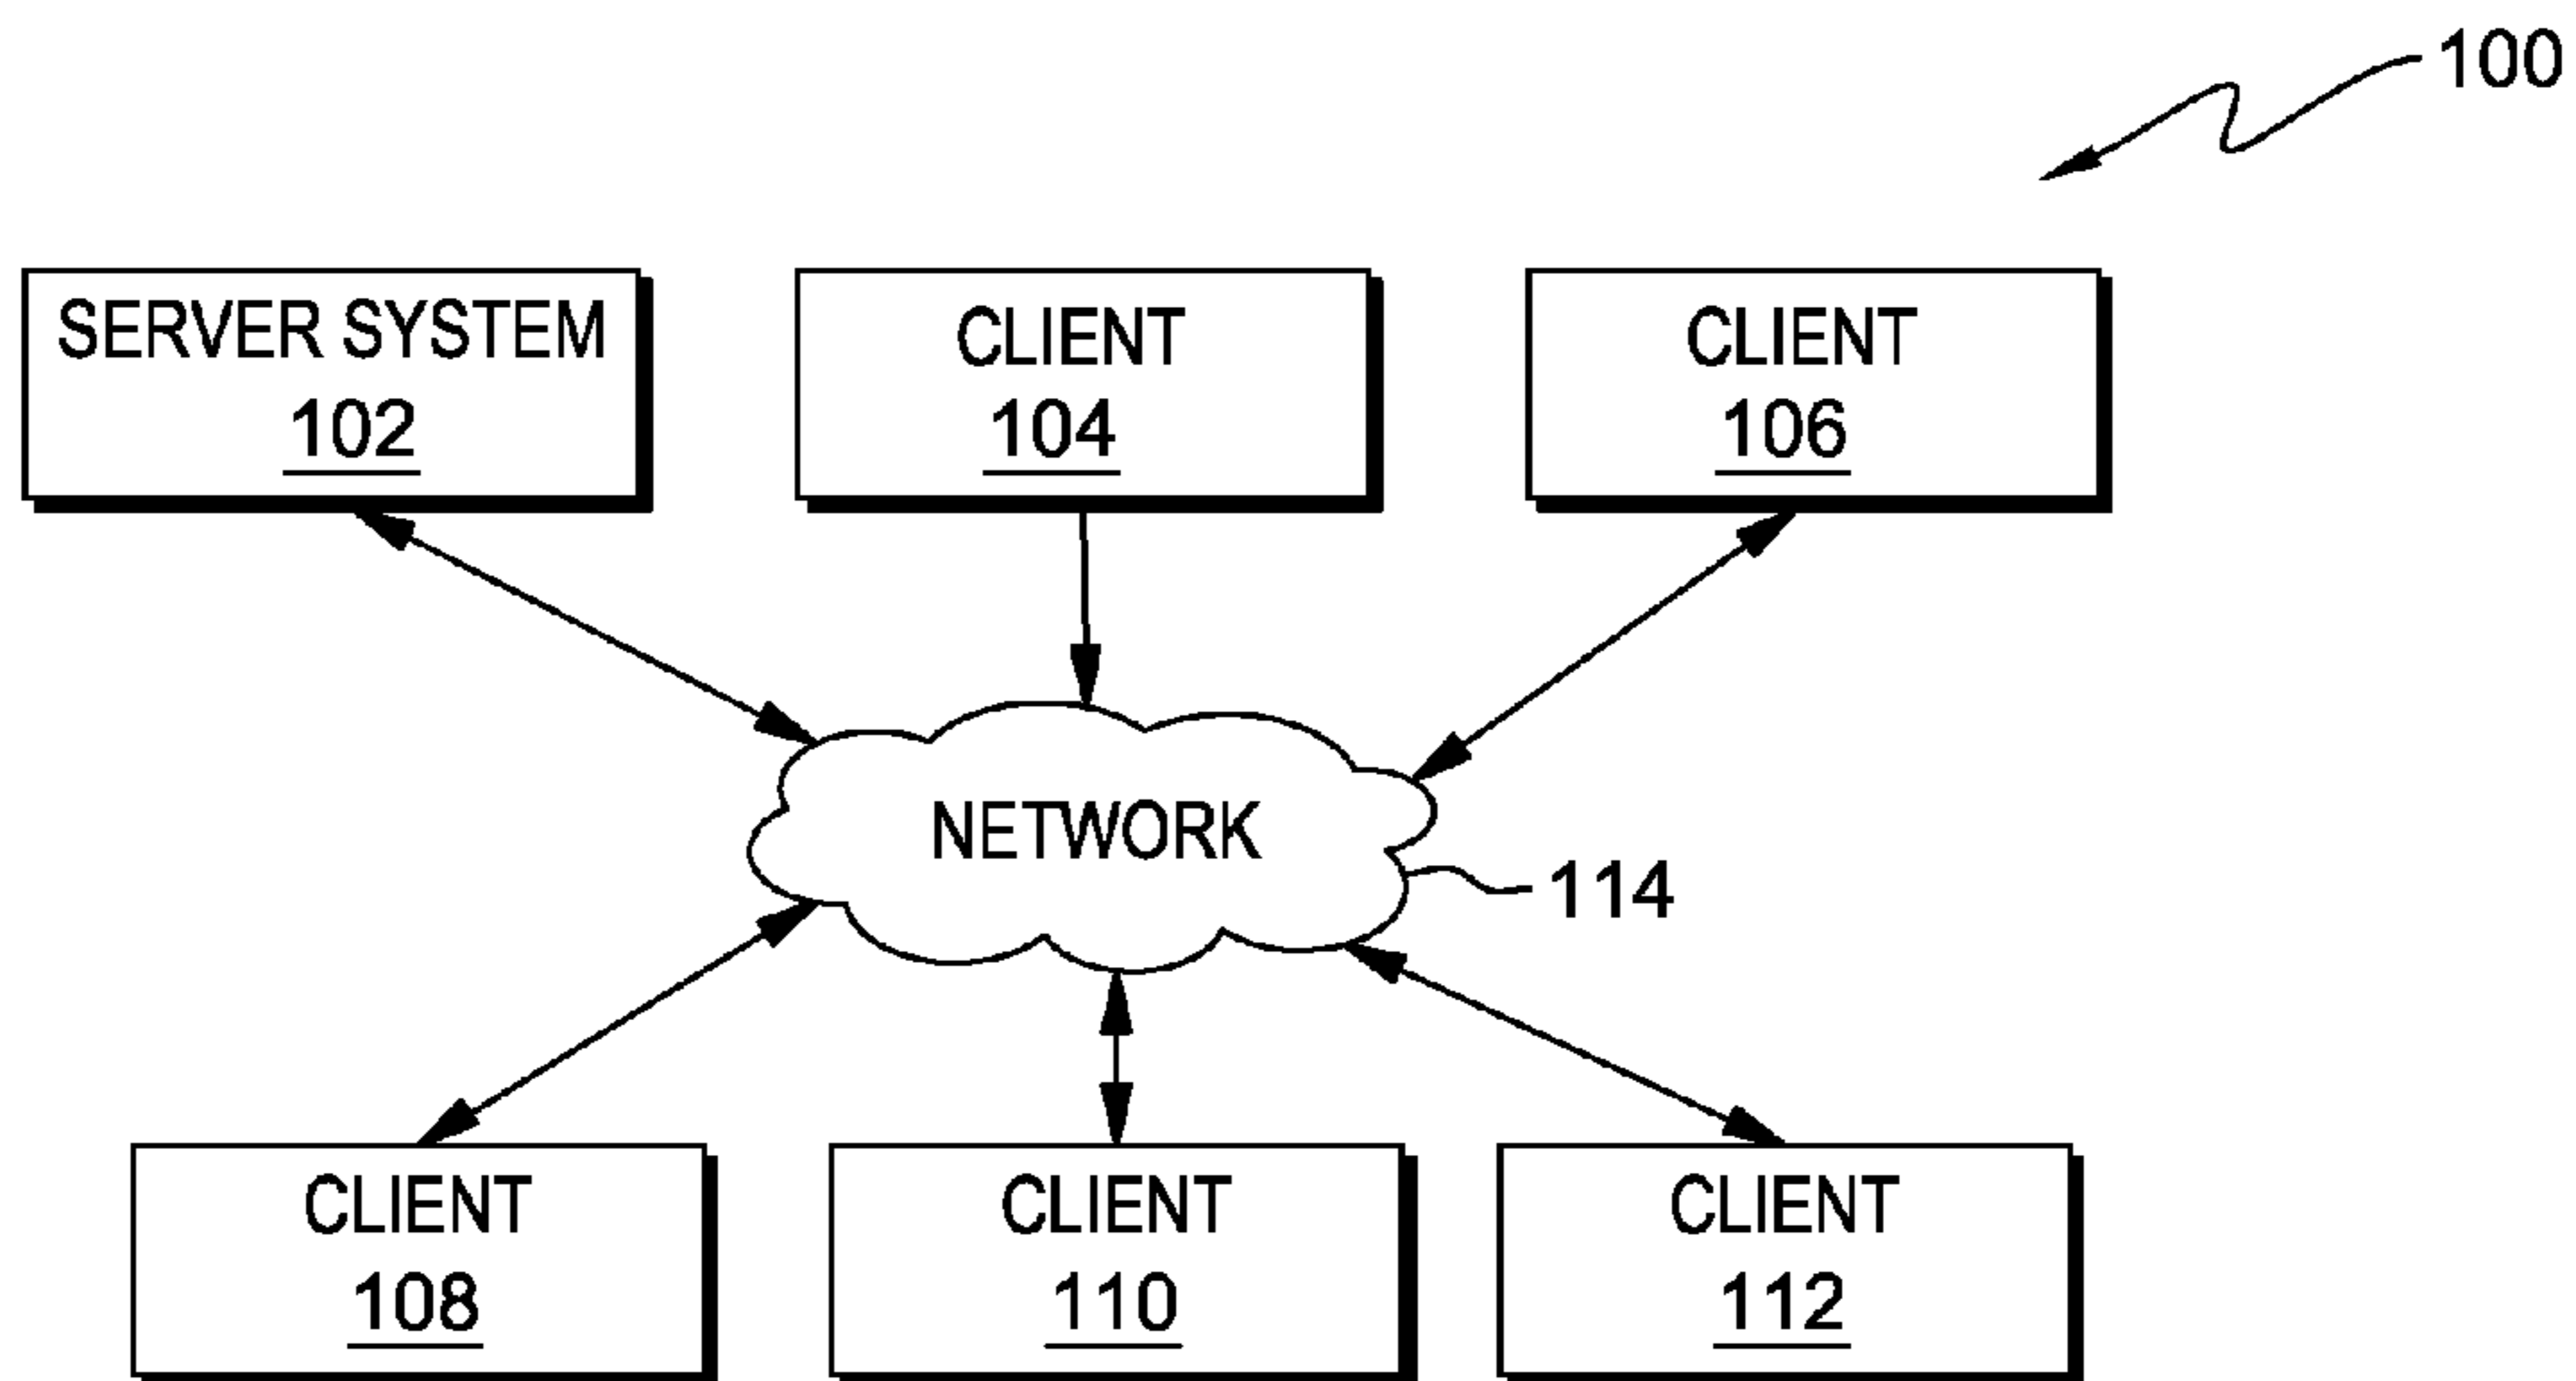 100
SERVER SYSTEM
102
CLIENT
104
CLIENT
106
NETWORK
114
CLIENT
108
CLIENT
110
CLIENT
112